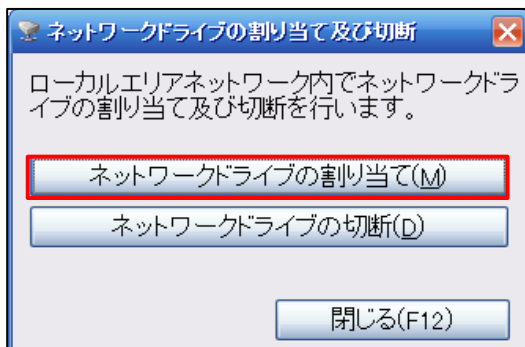 ネットワークドライブの割り当て及び切断
ローカルエリアネットワーク内でネットワークドラ
イブの割り当て及び切断を行います。
ネットワークドライブの割り当て(M)
ネットワークドライブの切断(D)
閉じる(F12)